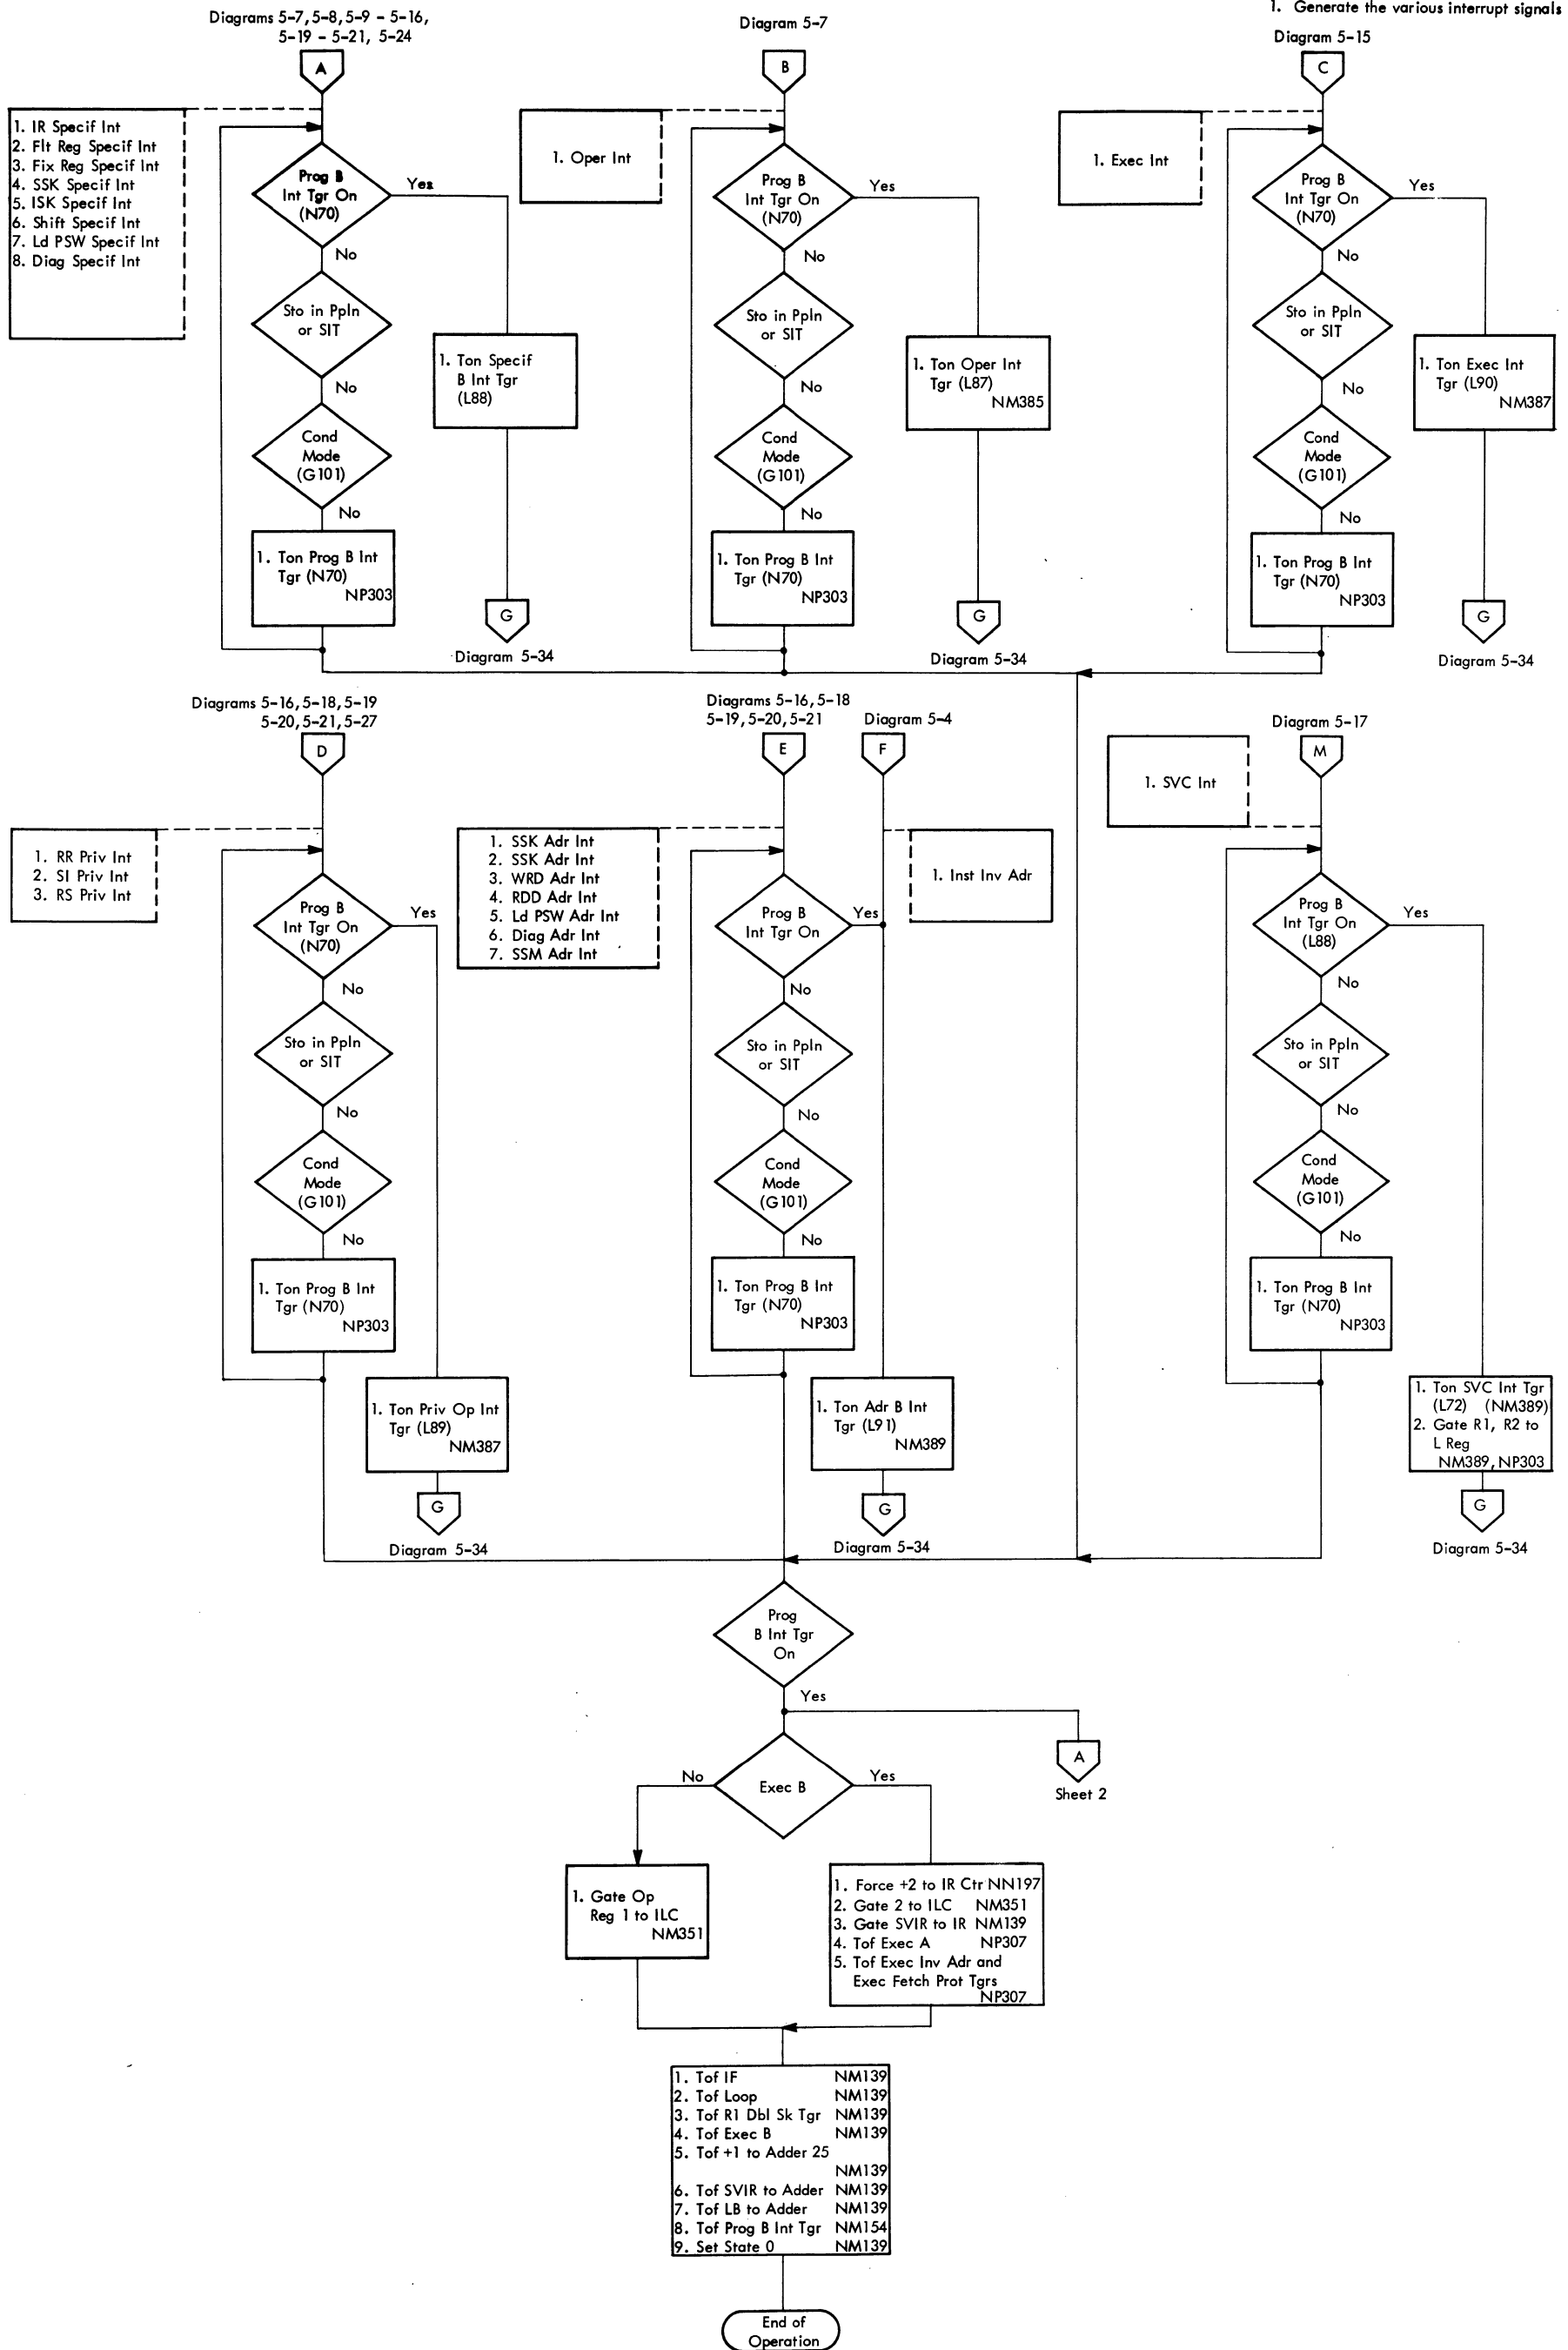 1. Generate the various interrupt signals
Diagrams 5-7, 5-8, 5-9 - 5-16,
5-19 - 5-21, 5-24
A
1. IR Specif Int
2. Flt Reg Specif Int
3. Fix Reg Specif Int
4. SSK Specif Int
5. ISK Specif Int
6. Shift Specif Int
7. Ld PSW Specif Int
8. Diag Specif Int
Prog B
Int Tgr On
(N70)
Yes
No
Sto in Ppln
or SIT
No
Cond
Mode
(G101)
No
1. Ton Prog B Int
Tgr (N70)
NP303
1. Ton Specif
B Int Tgr
(L88)
G
Diagram 5-34
Diagram 5-7
B
1. Oper Int
Prog B
Int Tgr On
(N70)
Yes
No
Sto in Ppln
or SIT
No
Cond
Mode
(G101)
No
1. Ton Prog B Int
Tgr (N70)
NP303
1. Ton Oper Int
Tgr (L87)
NM385
G
Diagram 5-34
Diagram 5-15
C
1. Exec Int
Prog B
Int Tgr On
(N70)
Yes
No
Sto in Ppln
or SIT
No
Cond
Mode
(G101)
No
1. Ton Prog B Int
Tgr (N70)
NP303
1. Ton Exec Int
Tgr (L90)
NM387
G
Diagram 5-34
Diagrams 5-16, 5-18, 5-19
5-20, 5-21, 5-27
D
1. RR Priv Int
2. SI Priv Int
3. RS Priv Int
Prog B
Int Tgr On
(N70)
Yes
No
Sto in Ppln
or SIT
No
Cond
Mode
(G101)
No
1. Ton Prog B Int
Tgr (N70)
NP303
1. Ton Priv Op Int
Tgr (L89)
NM387
G
Diagram 5-34
Diagrams 5-16, 5-18
5-19, 5-20, 5-21
E
1. SSK Adr Int
2. SSK Adr Int
3. WRD Adr Int
4. RDD Adr Int
5. Ld PSW Adr Int
6. Diag Adr Int
7. SSM Adr Int
Prog B
Int Tgr On
Yes
No
Sto in Ppln
or SIT
No
Cond
Mode
(G101)
No
1. Ton Prog B Int
Tgr (N70)
NP303
Diagram 5-4
F
1. Inst Inv Adr
1. Ton Adr B Int
Tgr (L91)
NM389
G
Diagram 5-34
Diagram 5-17
M
1. SVC Int
Prog B
Int Tgr On
(L88)
Yes
No
Sto in Ppln
or SIT
No
Cond
Mode
(G101)
No
1. Ton Prog B Int
Tgr (N70)
NP303
1. Ton SVC Int Tgr
(L72) (NM389)
2. Gate R1, R2 to
L Reg
NM389, NP303
G
Diagram 5-34
Prog
B Int Tgr
On
Yes
A
Sheet 2
Exec B
No
Yes
1. Gate Op
Reg 1 to ILC
NM351
1. Force +2 to IR Ctr NN197
2. Gate 2 to ILC NM351
3. Gate SVIR to IR NM139
4. Tof Exec A NP307
5. Tof Exec Inv Adr and
Exec Fetch Prot Tgrs
NP307
1. Tof IF NM139
2. Tof Loop NM139
3. Tof R1 Dbl Sk Tgr NM139
4. Tof Exec B NM139
5. Tof +1 to Adder 25
NM139
6. Tof SVIR to Adder NM139
7. Tof LB to Adder NM139
8. Tof Prog B Int Tgr NM154
9. Set State 0 NM139
End of
Operation